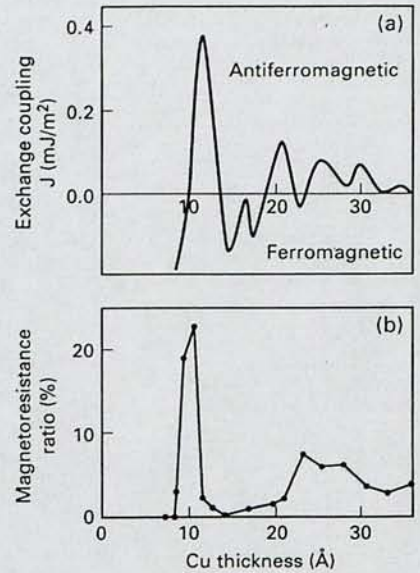 (a)
0.4
Antiferromagnetic
0.2
0.0
10
20
30
Ferromagnetic
Exchange coupling
J (mJ/m²)
(b)
20
10
0
Magnetoresistance
ratio (%)
0
10
20
30
Cu thickness (Å)